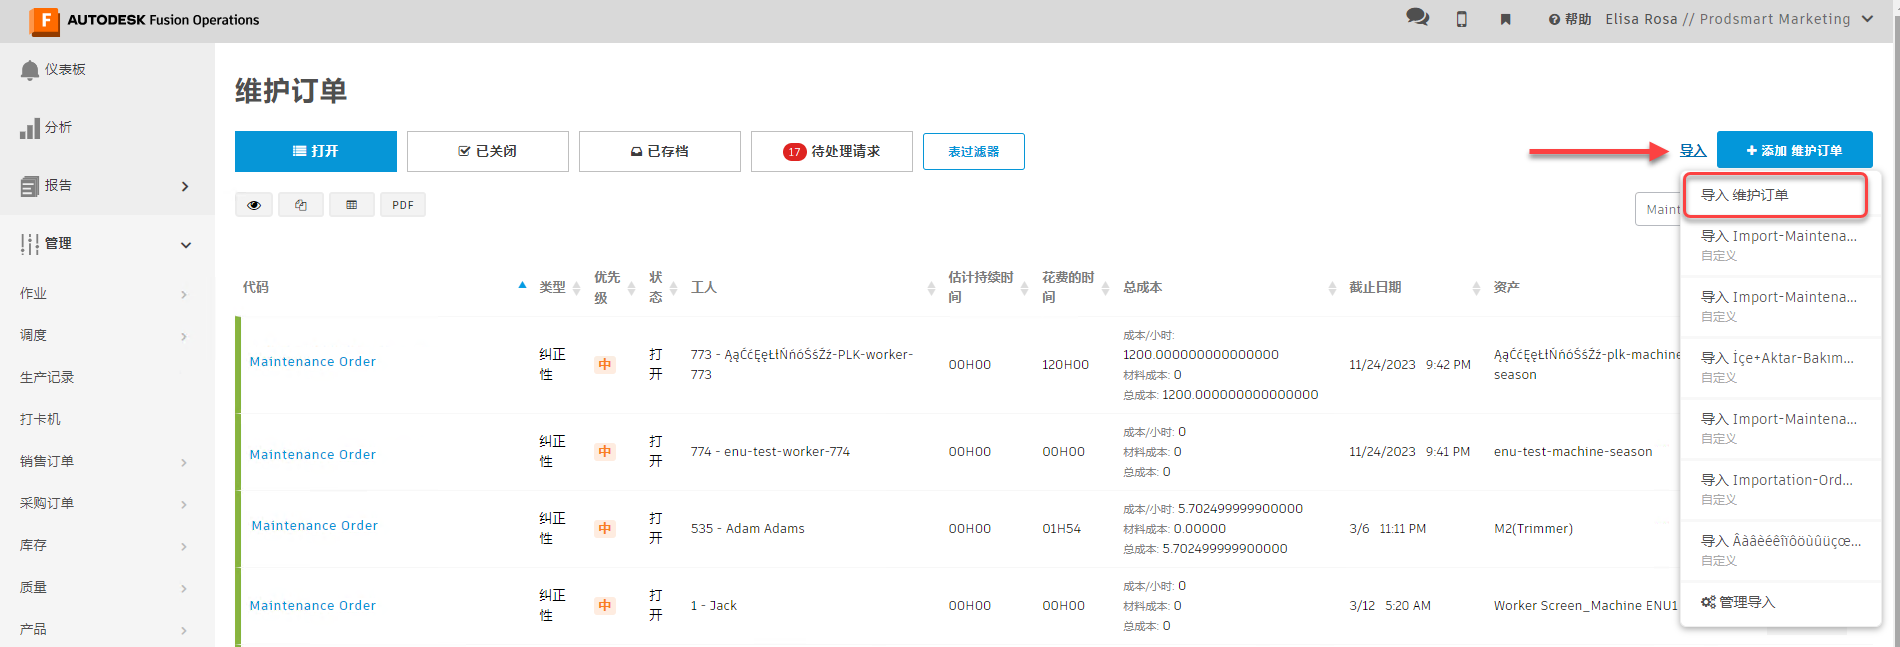 AUTODESK Fusion Operations
帮助
Elisa Rosa // Prodsmart Marketing
仪表板
分析
报告
管理
作业
调度
生产记录
打卡机
销售订单
采购订单
库存
质量
产品
维护订单
打开
已关闭
已存档
17 待处理请求
表过滤器
导入
+ 添加 维护订单
PDF
Maint
导入 维护订单
导入 Import-Maintena...
自定义
导入 Import-Maintena...
自定义
导入 İçe+Aktar-Bakım...
自定义
导入 Import-Maintena...
自定义
导入 Importation-Ord...
自定义
导入 Âàâèéêîïôöùûüçœ...
自定义
管理导入
代码
类型
优先
级
状
态
工人
估计持续时
间
花费的时
间
总成本
截止日期
资产
Maintenance Order
纠正
性
中
打
开
773 - ĄąĆćĘęŁłŃńóŚśŹż-PLK-worker-
773
00H00
120H00
成本/小时:
1200.000000000000000
材料成本: 0
总成本: 1200.000000000000000
11/24/2023 9:42 PM
ĄąĆćĘęŁłŃńóŚśŹż-plk-machine
season
Maintenance Order
纠正
性
中
打
开
774 - enu-test-worker-774
00H00
00H00
成本/小时: 0
材料成本: 0
总成本: 0
11/24/2023 9:41 PM
enu-test-machine-season
Maintenance Order
纠正
性
中
打
开
535 - Adam Adams
00H00
01H54
成本/小时: 5.702499999900000
材料成本: 0.00000
总成本: 5.702499999900000
3/6 11:11 PM
M2(Trimmer)
Maintenance Order
纠正
性
中
打
开
1 - Jack
00H00
00H00
成本/小时: 0
材料成本: 0
总成本: 0
3/12 5:20 AM
Worker Screen_Machine ENU1